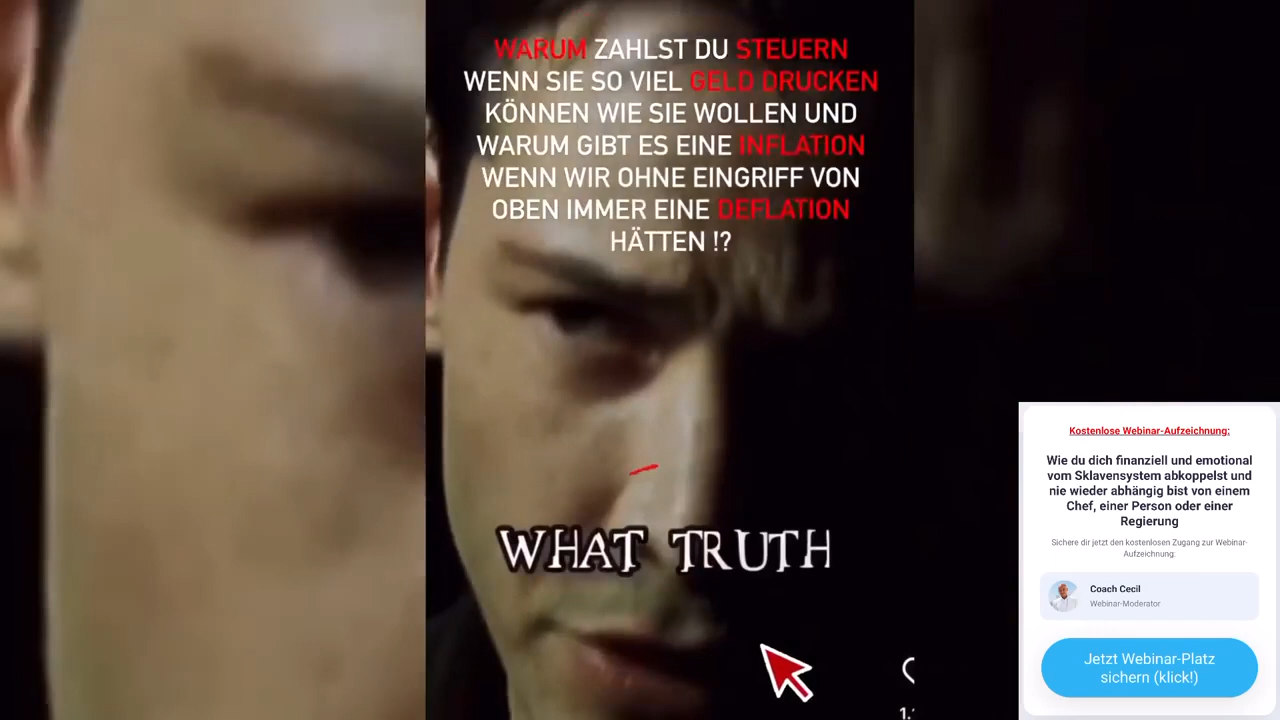 WARUM ZAHLST DU STEUERN
WENN SIE SO VIEL GELD DRUCKEN
KÖNNEN WIE SIE WOLLEN UND
WARUM GIBT ES EINE INFLATION
WENN WIR OHNE EINGRIFF VON
OBEN IMMER EINE DEFLATION
HÄTTEN !?
WHAT TRUTH
Kostenlose Webinar-Aufzeichnung:
Wie du dich finanziell und emotional
vom Sklavensystem abkoppelst und
nie wieder abhängig bist von einem
Chef, einer Person oder einer
Regierung
Sichere dir jetzt den kostenlosen Zugang zur Webinar-
Aufzeichnung:
Coach Cecil
Webinar-Moderator
Jetzt Webinar-Platz
sichern (klick!)